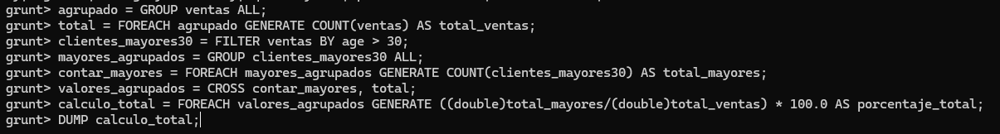 grunt> agrupado = GROUP ventas ALL;
grunt> total = FOREACH agrupado GENERATE COUNT(ventas) AS total_ventas;
grunt> clientes_mayores30 = FILTER ventas BY age > 30;
grunt> mayores_agrupados = GROUP clientes_mayores30 ALL;
grunt> contar_mayores = FOREACH mayores_agrupados GENERATE COUNT(clientes_mayores30) AS total_mayores;
grunt> valores_agrupados = CROSS contar_mayores, total;
grunt> calculo_total = FOREACH valores_agrupados GENERATE ((double)total_mayores/(double)total_ventas) * 100.0 AS porcentaje_total;
grunt> DUMP calculo_total;